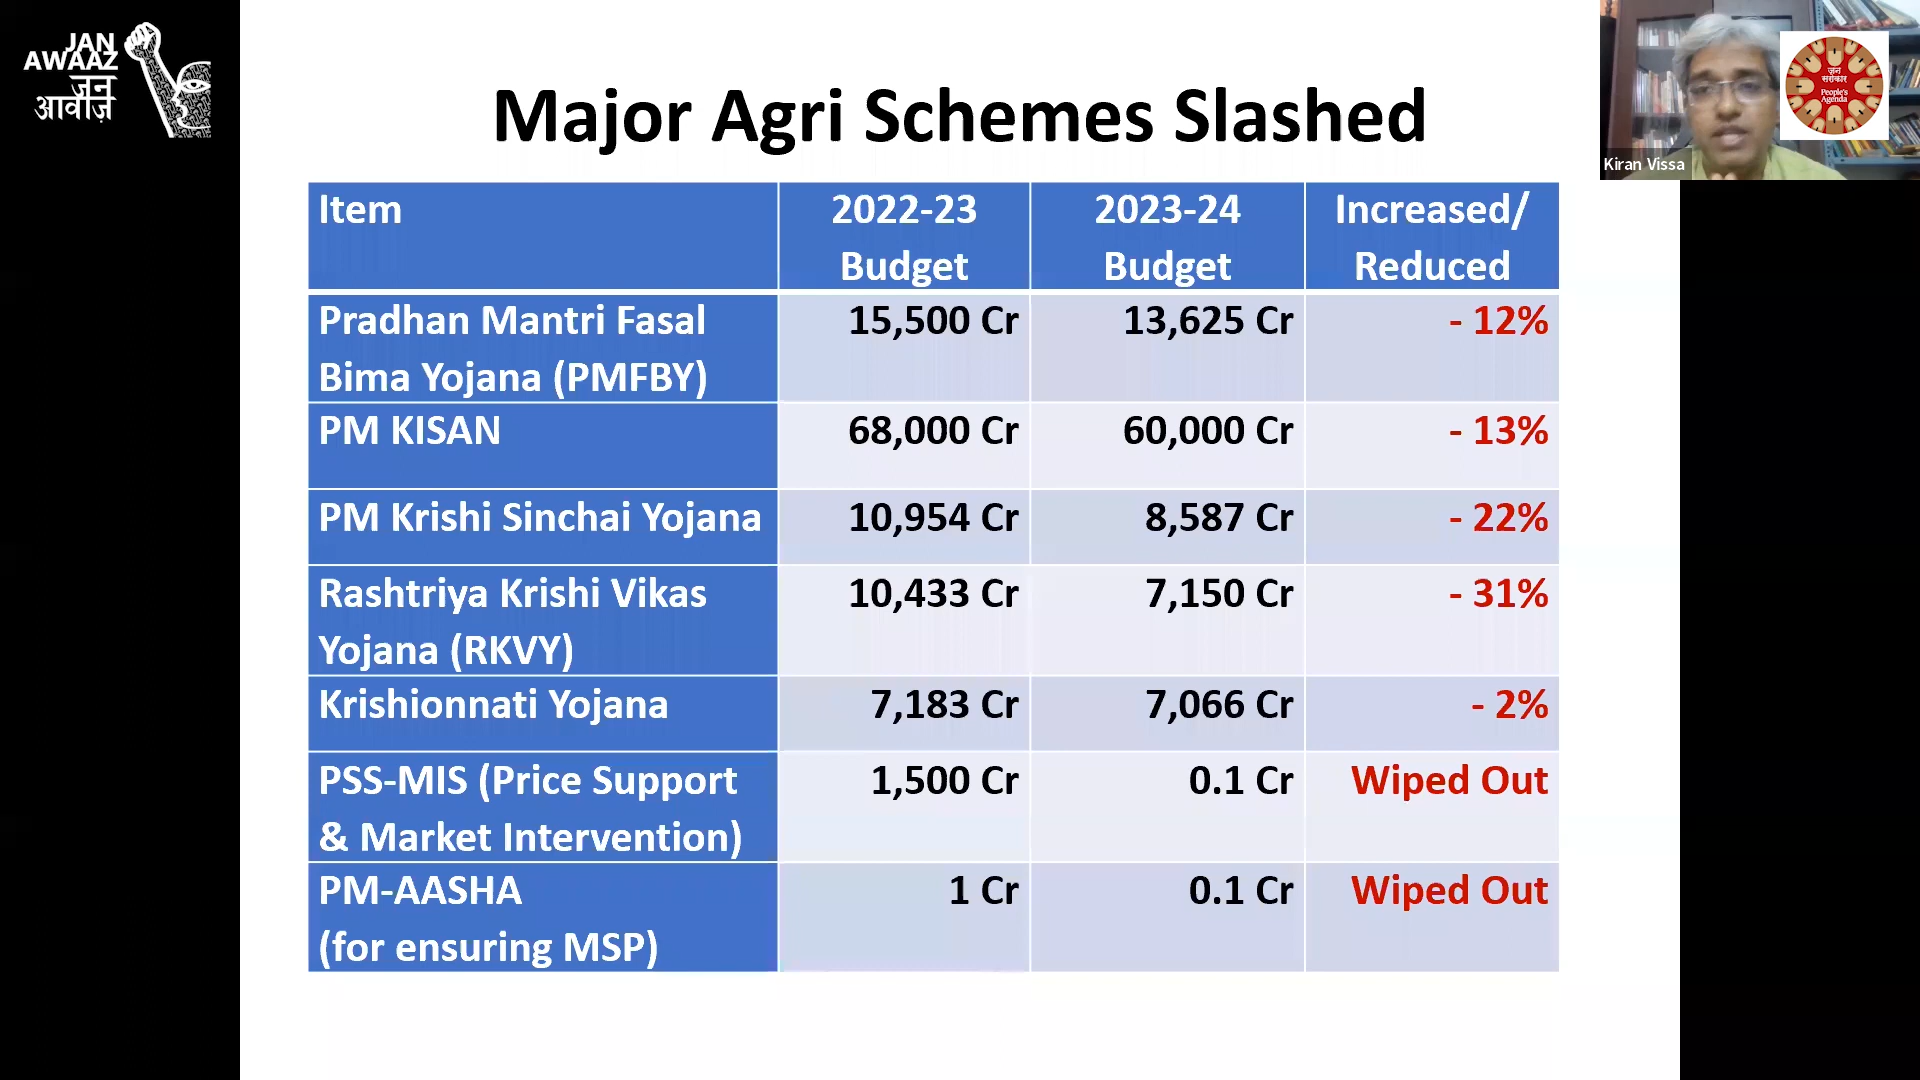 JAN
AWAAZ
जन
आवाज़
Major Agri Schemes Slashed
Item
2022-23 Budget
2023-24 Budget
Increased/ Reduced
Pradhan Mantri Fasal Bima Yojana (PMFBY)
15,500 Cr
13,625 Cr
- 12%
PM KISAN
68,000 Cr
60,000 Cr
- 13%
PM Krishi Sinchai Yojana
10,954 Cr
8,587 Cr
- 22%
Rashtriya Krishi Vikas Yojana (RKVY)
10,433 Cr
7,150 Cr
- 31%
Krishionnati Yojana
7,183 Cr
7,066 Cr
- 2%
PSS-MIS (Price Support & Market Intervention)
1,500 Cr
0.1 Cr
Wiped Out
PM-AASHA
(for ensuring MSP)
1 Cr
0.1 Cr
Wiped Out
जन
सरोकार
People's
Agenda
Kiran Vissa